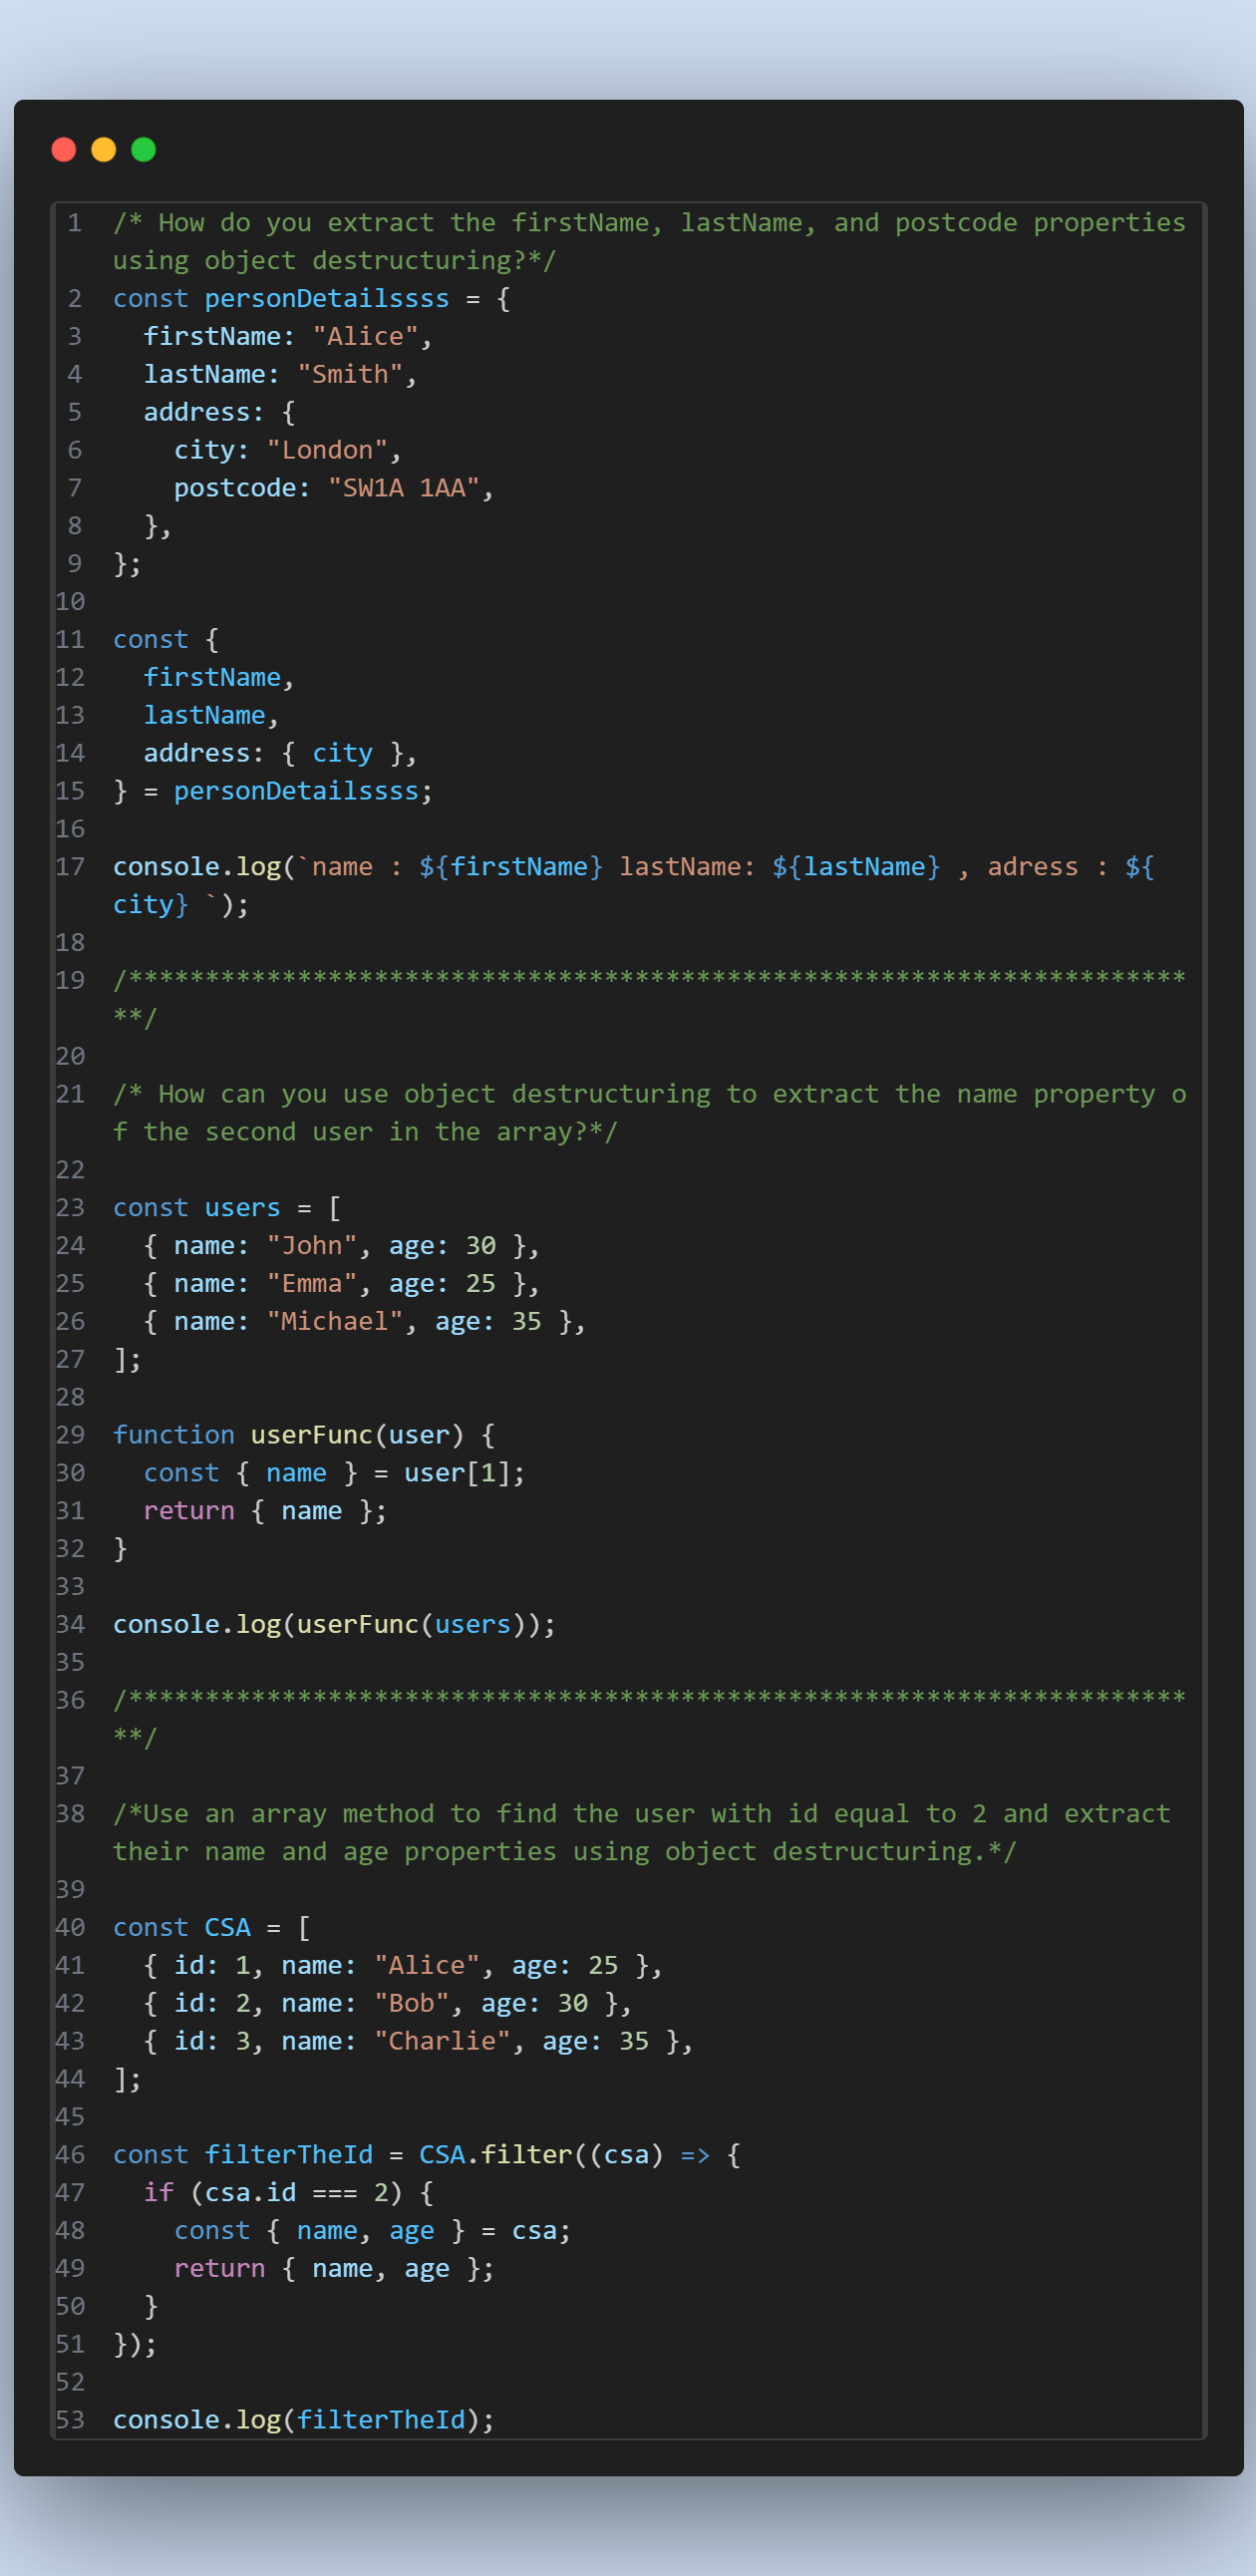 1 /* How do you extract the firstName, lastName, and postcode properties
using object destructuring?*/
2 const personDetailssss = {
3   firstName: "Alice",
4   lastName: "Smith",
5   address: {
6     city: "London",
7     postcode: "SW1A 1AA",
8   },
9 };
10
11 const {
12   firstName,
13   lastName,
14   address: { city },
15 } = personDetailssss;
16
17 console.log(`name : ${firstName} lastName: ${lastName} , adress : ${
city} `);
18
19 /*********************************************************************
**/
20
21 /* How can you use object destructuring to extract the name property o
f the second user in the array?*/
22
23 const users = [
24   { name: "John", age: 30 },
25   { name: "Emma", age: 25 },
26   { name: "Michael", age: 35 },
27 ];
28
29 function userFunc(user) {
30   const { name } = user[1];
31   return { name };
32 }
33
34 console.log(userFunc(users));
35
36 /*********************************************************************
**/
37
38 /*Use an array method to find the user with id equal to 2 and extract
their name and age properties using object destructuring.*/
39
40 const CSA = [
41   { id: 1, name: "Alice", age: 25 },
42   { id: 2, name: "Bob", age: 30 },
43   { id: 3, name: "Charlie", age: 35 },
44 ];
45
46 const filterTheId = CSA.filter((csa) => {
47   if (csa.id === 2) {
48     const { name, age } = csa;
49     return { name, age };
50   }
51 });
52
53 console.log(filterTheId);